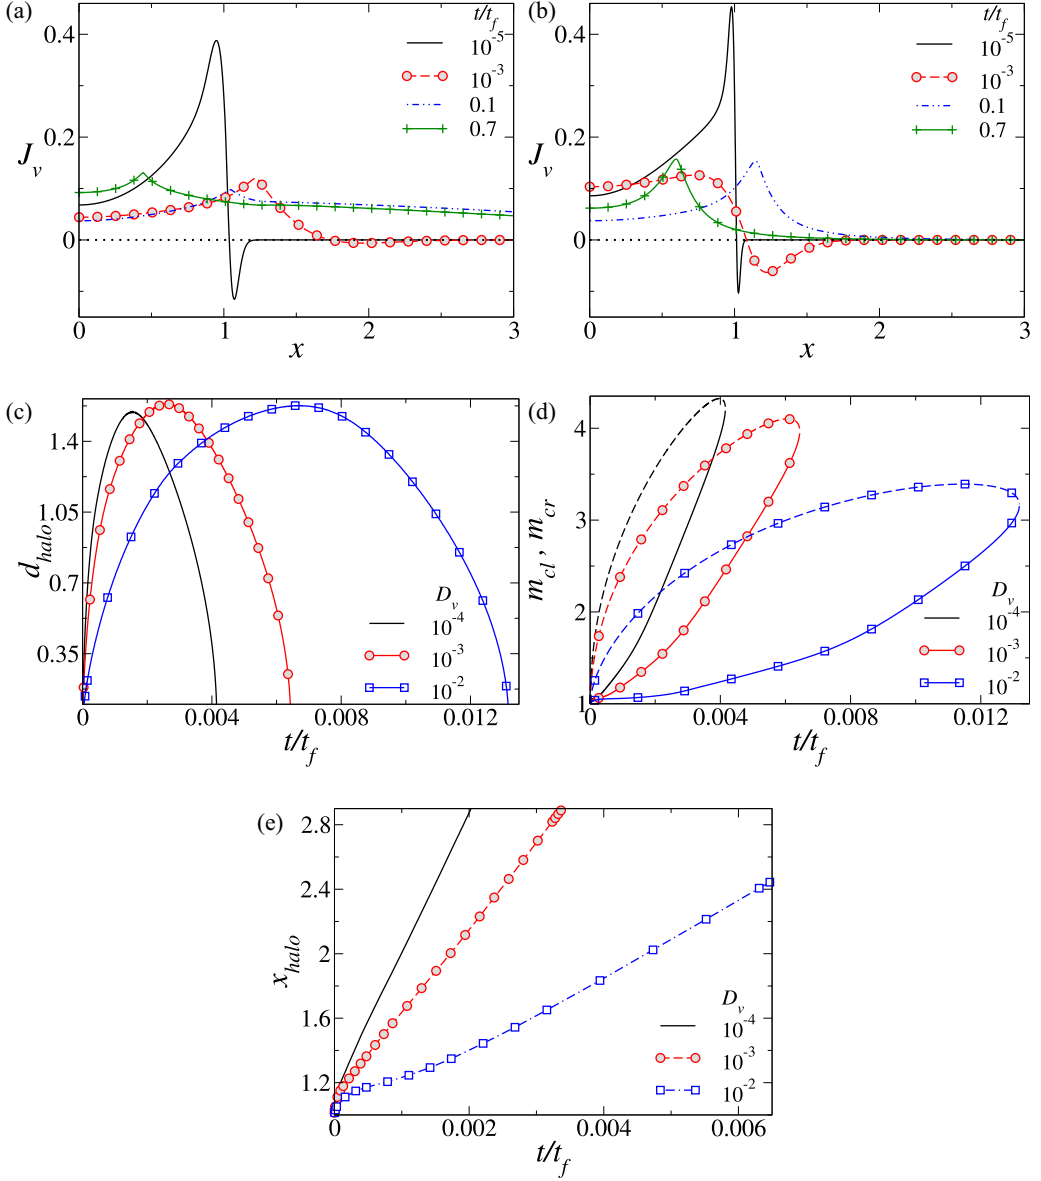 (a)
0.4
0.2
0
J_v
t/t_f
10^-5
10^-3
0.1
0.7
0 1 2 3
x
(b)
0.4
0.2
0
J_v
t/t_f
10^-5
10^-3
0.1
0.7
0 1 2 3
x
(c)
1.4
1.05
0.7
0.35
d_halo
D_v
10^-4
10^-3
10^-2
0 0.004 0.008 0.012
t/t_f
(d)
4
3
2
1
m_cl , m_cr
D_v
10^-4
10^-3
10^-2
0 0.004 0.008 0.012
t/t_f
(e)
2.8
2.4
2
1.6
1.2
x_halo
D_v
10^-4
10^-3
10^-2
0 0.002 0.004 0.006
t/t_f